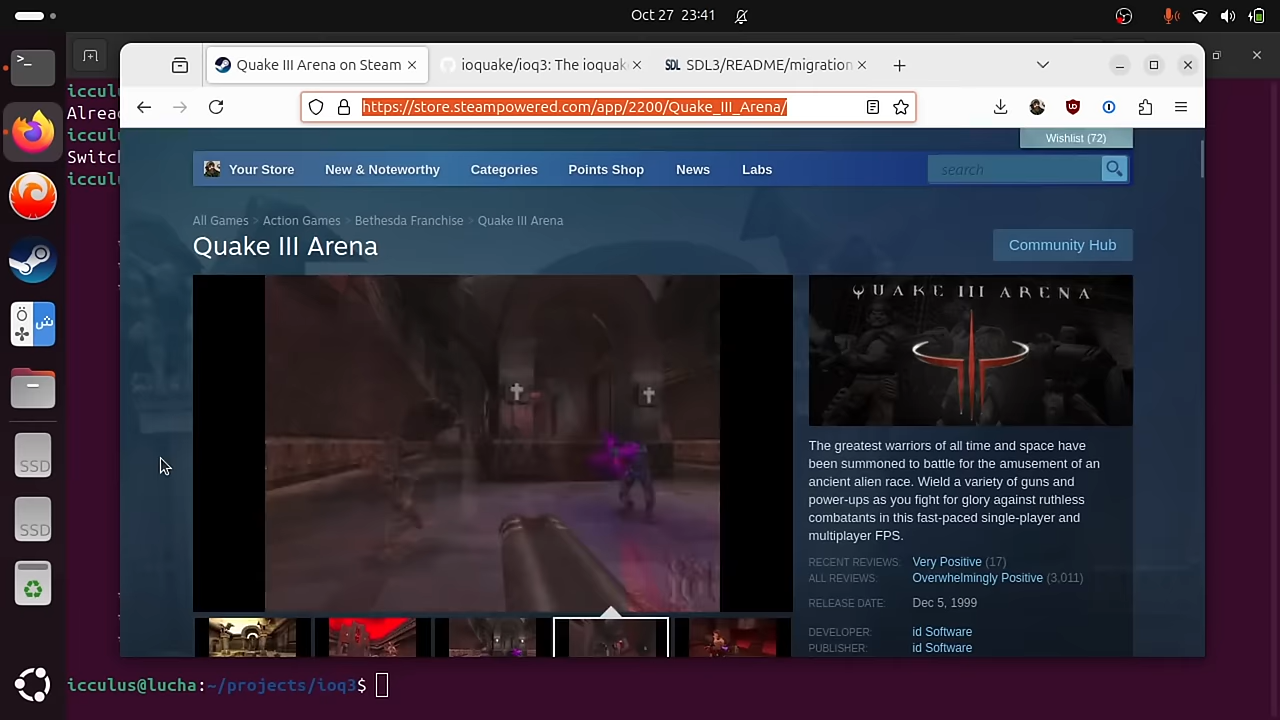 Oct 27 23:41
Quake III Arena on Steam
ioquake/ioq3: The ioquak
SDL SDL3/README/migration
iccul
Alread
iccul
Switch
iccul
https://store.steampowered.com/app/2200/Quake_III_Arena/
Wishlist (72)
Your Store New & Noteworthy Categories Points Shop News Labs
search
All Games > Action Games > Bethesda Franchise > Quake III Arena
Quake III Arena
Community Hub
QUAKE III ARENA
The greatest warriors of all time and space have
been summoned to battle for the amusement of an
ancient alien race. Wield a variety of guns and
power-ups as you fight for glory against ruthless
combatants in this fast-paced single-player and
multiplayer FPS.
RECENT REVIEWS: Very Positive (17)
ALL REVIEWS: Overwhelmingly Positive (3,011)
RELEASE DATE: Dec 5, 1999
DEVELOPER: id Software
PUBLISHER: id Software
SSD
SSD
icculus@lucha:~/projects/ioq3$